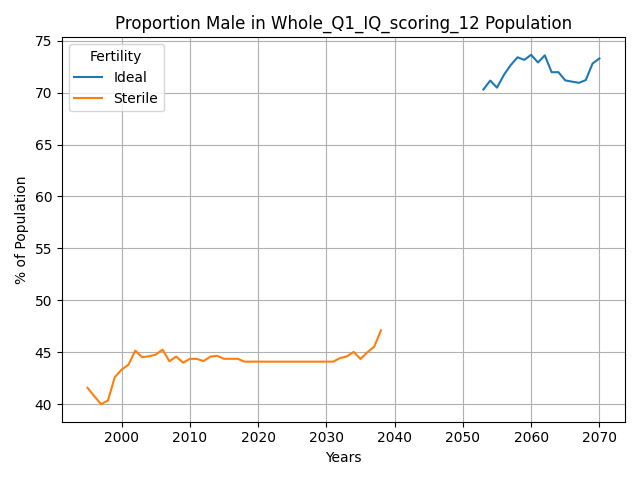 Proportion Male in Whole_Q1_IQ_scoring_12 Population
Fertility
Ideal
Sterile
% of Population
75
70
65
60
55
50
45
40
2000 2010 2020 2030 2040 2050 2060 2070
Years